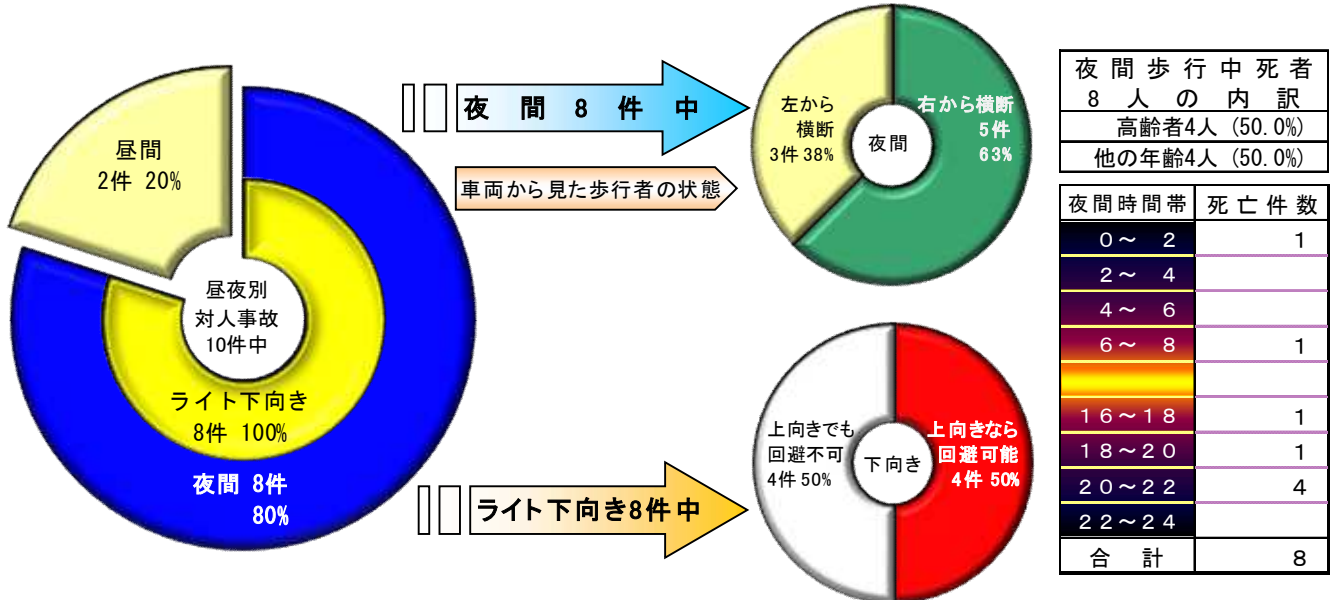 昼間
2件 20%
昼夜別
対人事故
10件中
ライト下向き
8件 100%
夜間 8件
80%
夜間8件中
車両から見た歩行者の状態
左から
横断
3件 38%
夜間
右から横断
5件
63%
ライト下向き8件中
上向きでも
回避不可
4件 50%
下向き
上向きなら
回避可能
4件 50%
夜間歩行中死者
8人の内訳
高齢者4人 (50.0%)
他の年齢4人 (50.0%)
夜間時間帯 死亡件数
0～ 2 1
2～ 4
4～ 6
6～ 8 1
16～18 1
18～20 1
20～22 4
22～24
合計 8